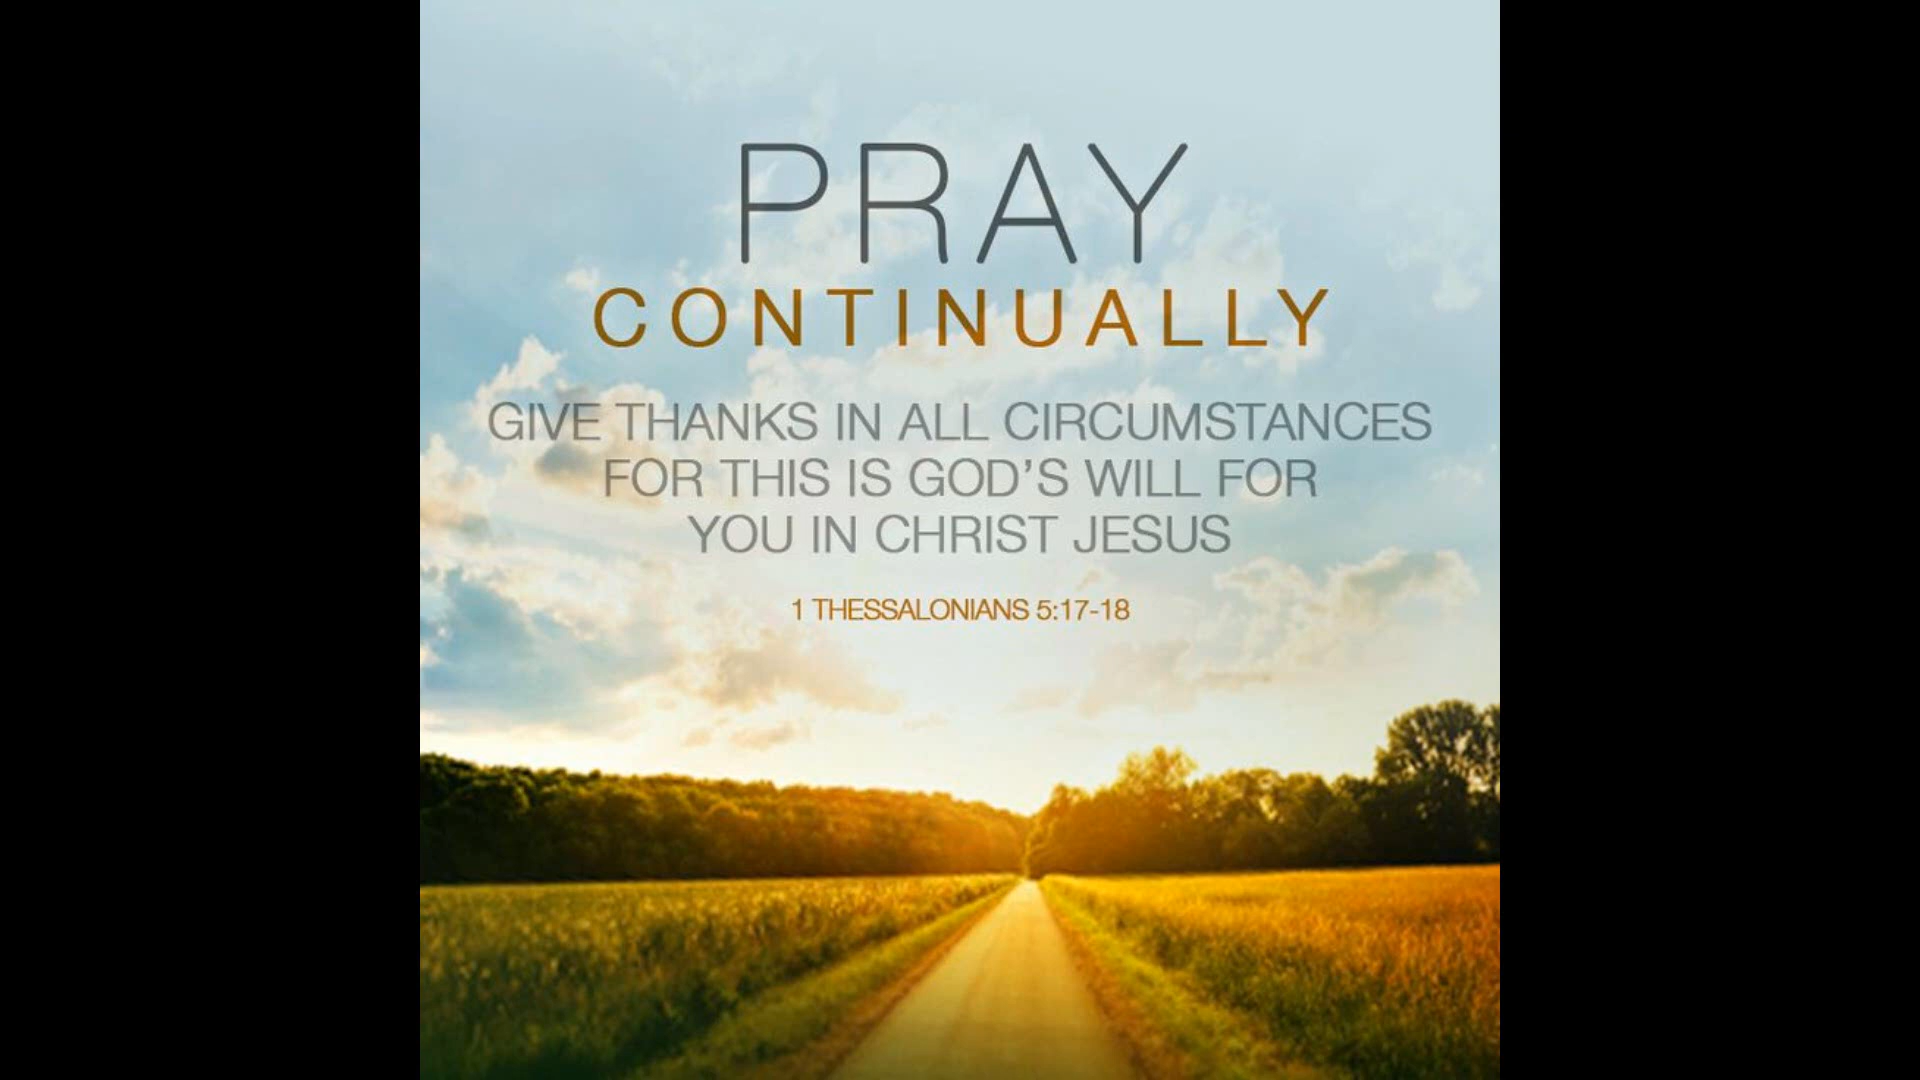 PRAY
CONTINUALLY
GIVE THANKS IN ALL CIRCUMSTANCES
FOR THIS IS GOD'S WILL FOR
YOU IN CHRIST JESUS
1 THESSALONIANS 5:17-18